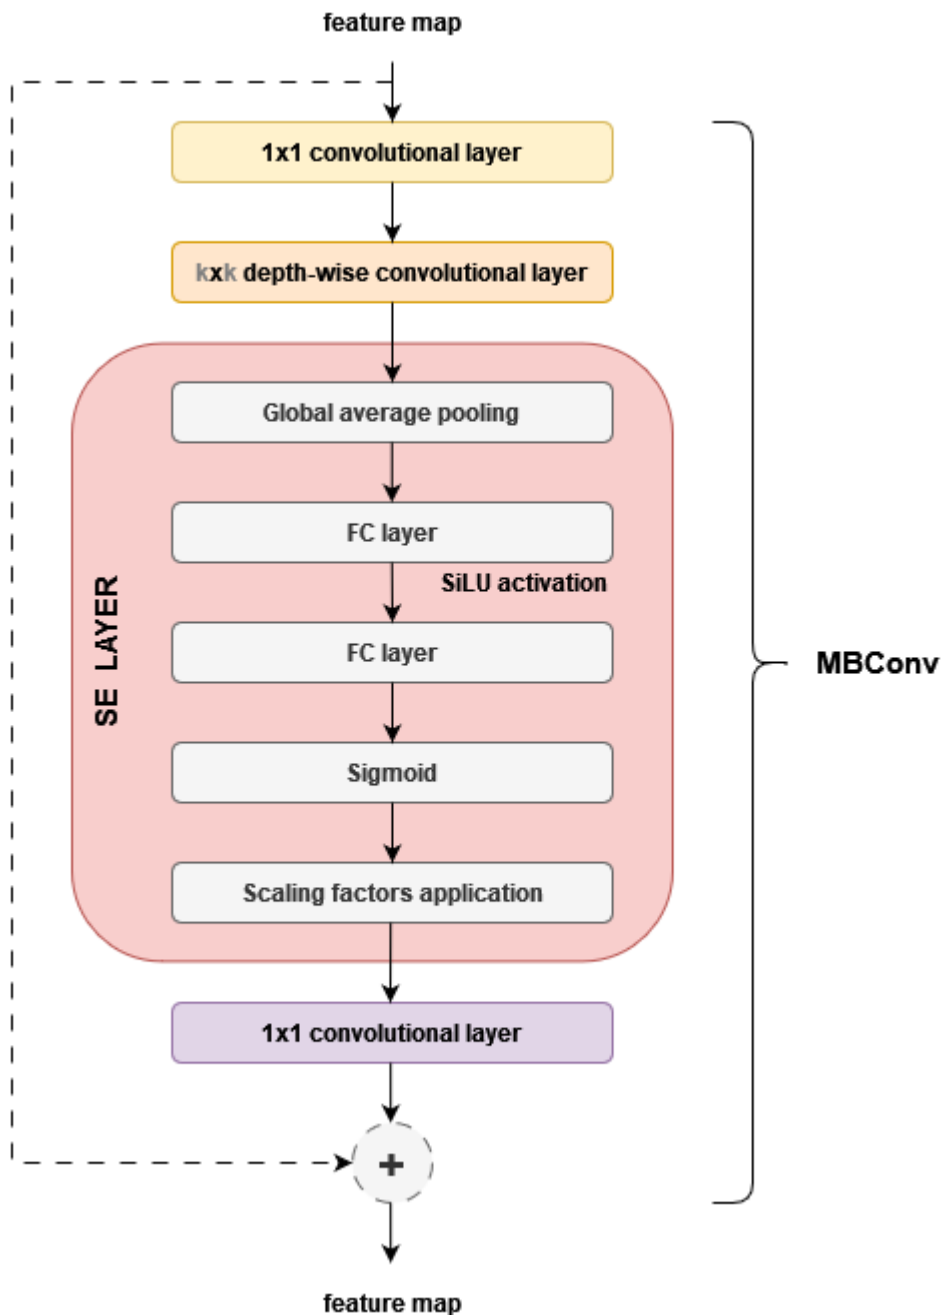 feature map
1x1 convolutional layer
kxk depth-wise convolutional layer
Global average pooling
FC layer
SiLU activation
FC layer
SE LAYER
MBConv
Sigmoid
Scaling factors application
1x1 convolutional layer
+
feature map